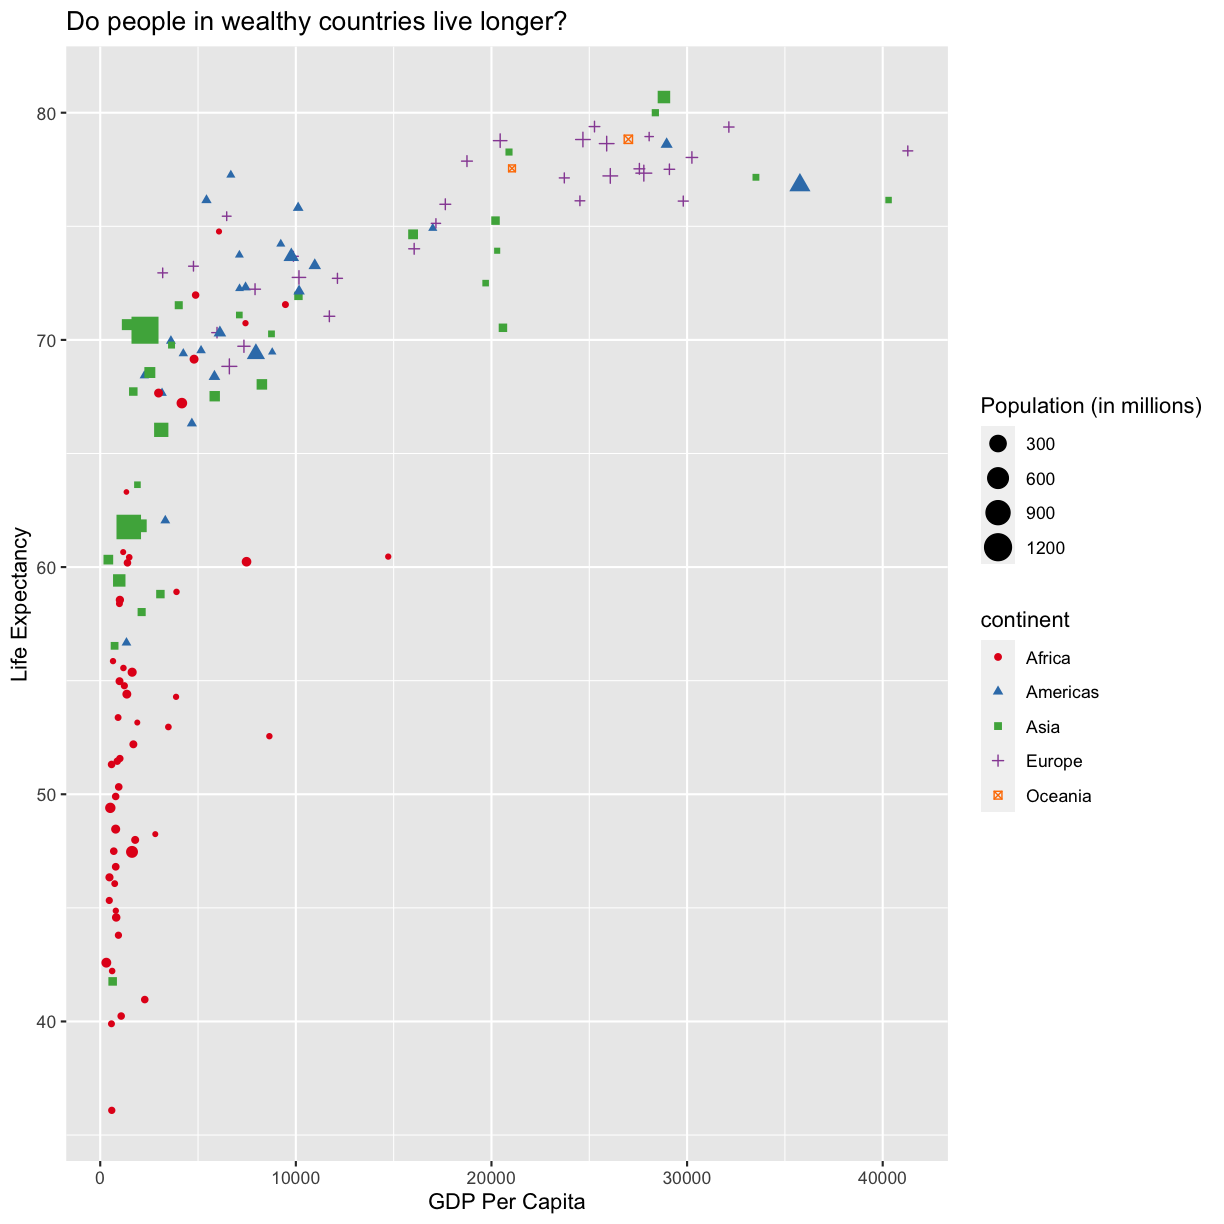 Do people in wealthy countries live longer?
80
70
60
50
40
Life Expectancy
0 10000 20000 30000 40000
GDP Per Capita
Population (in millions)
300
600
900
1200
continent
Africa
Americas
Asia
Europe
Oceania